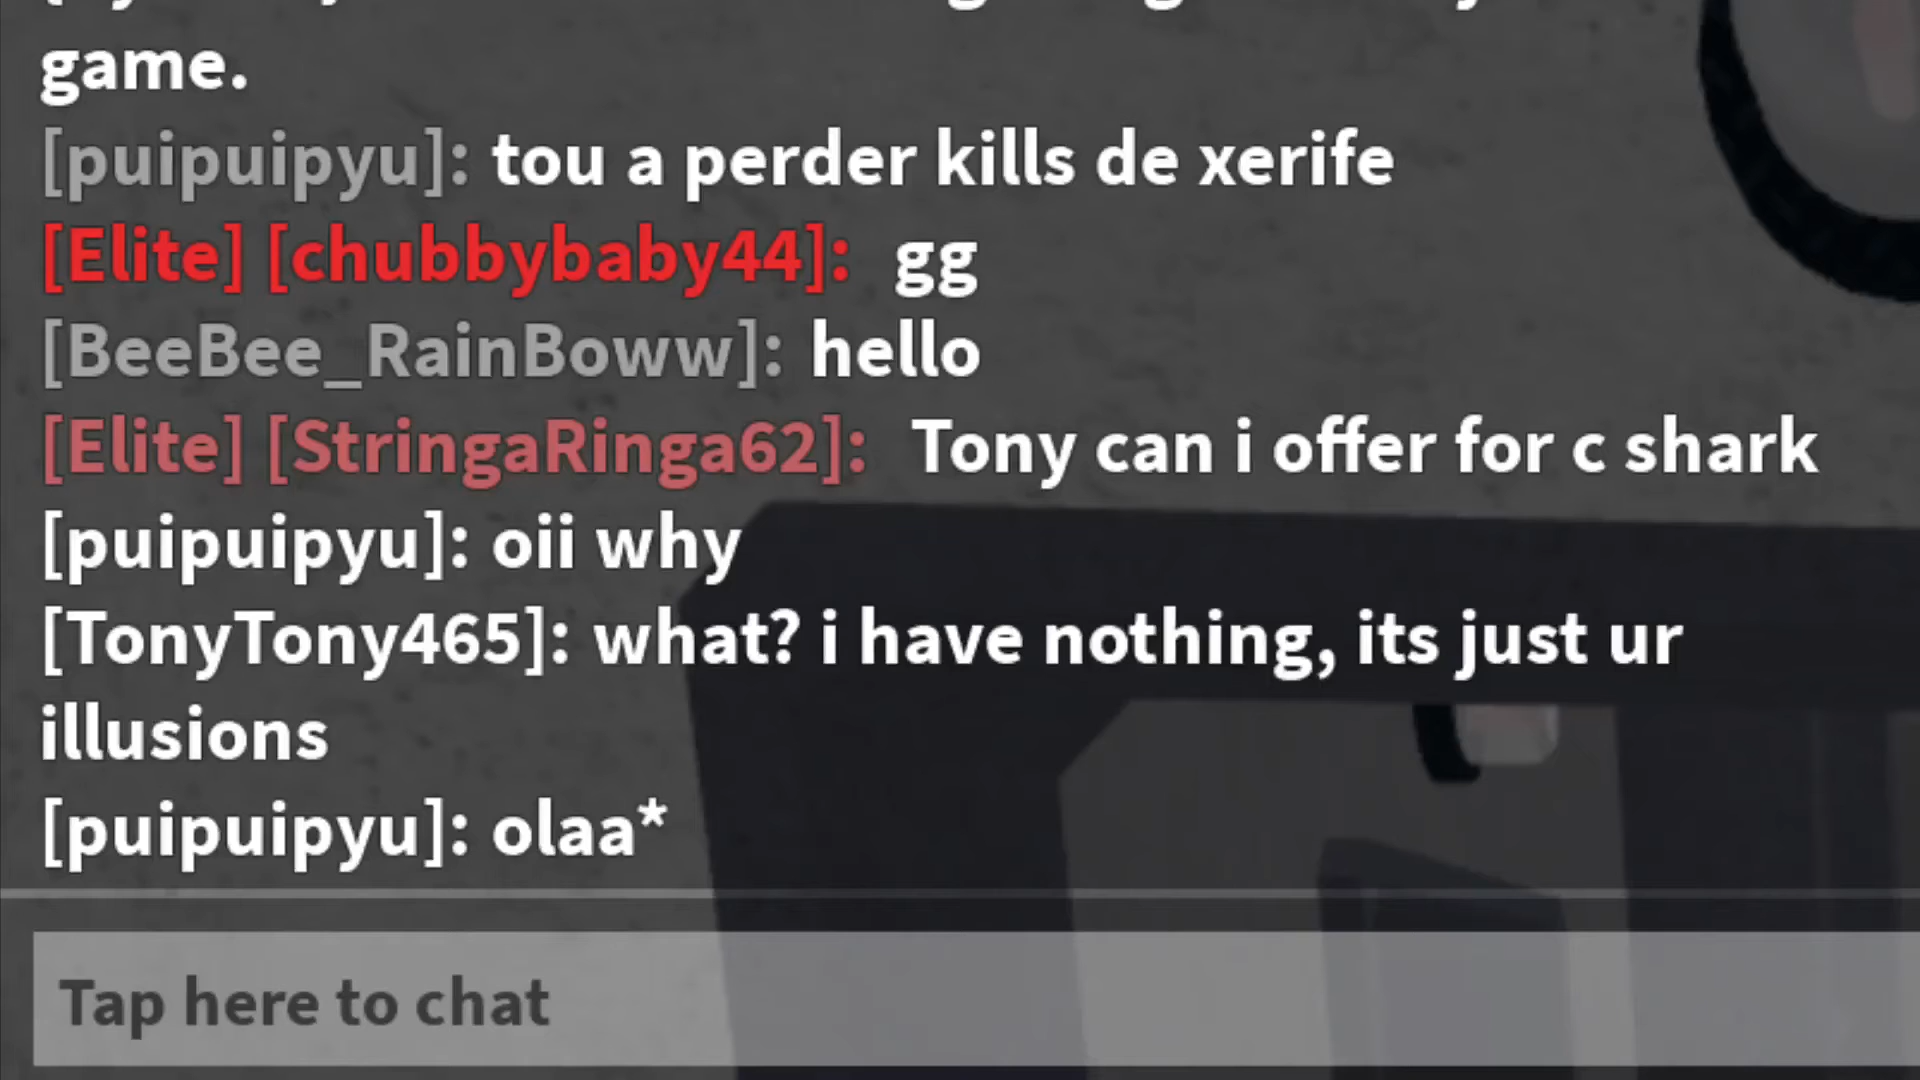 game.
[puipuipyu]: tou a perder kills de xerife
[Elite] [chubbybaby44]: gg
[BeeBee_RainBoww]: hello
[Elite] [StringaRinga62]: Tony can i offer for c shark
[puipuipyu]: oii why
[TonyTony465]: what? i have nothing, its just ur
illusions
[puipuipyu]: olaa*
Tap here to chat